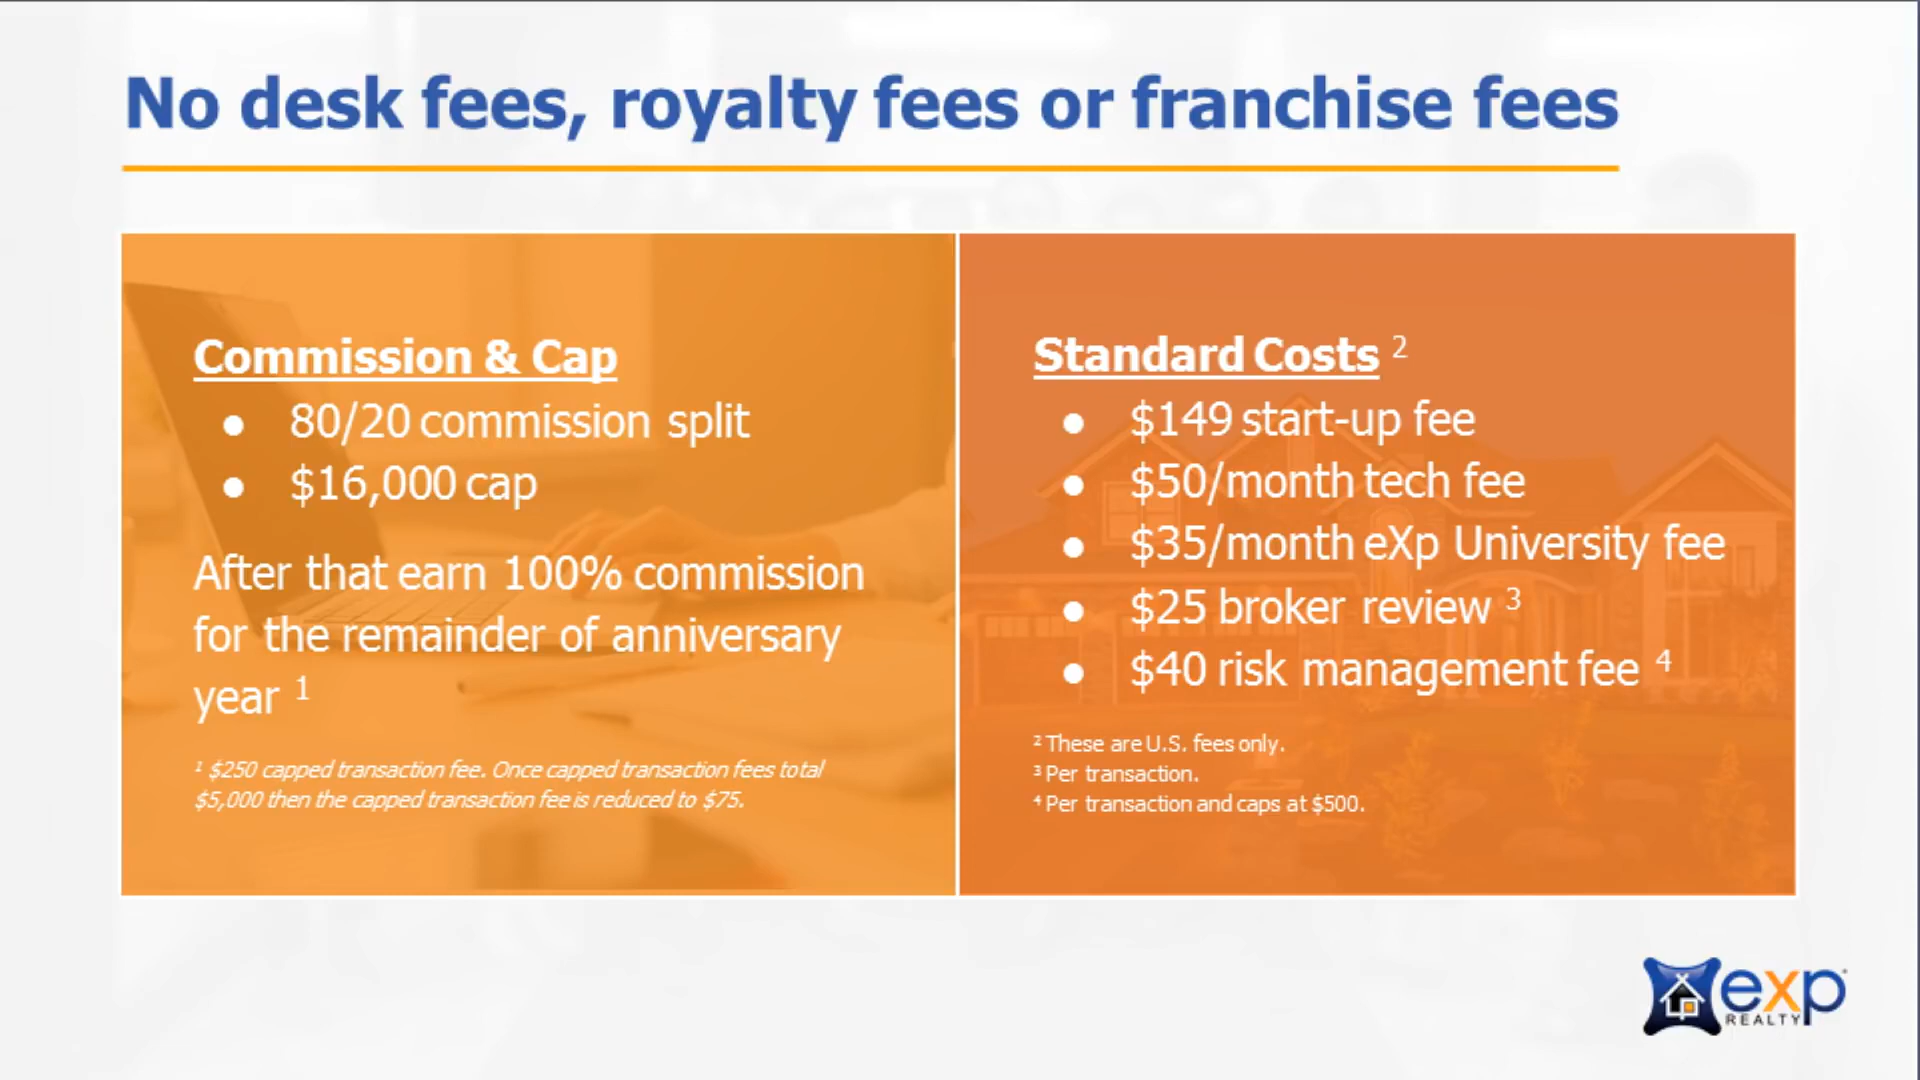 No desk fees, royalty fees or franchise fees
Commission & Cap
● 80/20 commission split
● $16,000 cap
After that earn 100% commission
for the remainder of anniversary
year ¹
¹ $250 capped transaction fee. Once capped transaction fees total
$5,000 then the capped transaction fee is reduced to $75.
Standard Costs ²
● $149 start-up fee
● $50/month tech fee
● $35/month eXp University fee
● $25 broker review ³
● $40 risk management fee ⁴
² These are U.S. fees only.
³ Per transaction.
⁴ Per transaction and caps at $500.
exp
REALTY